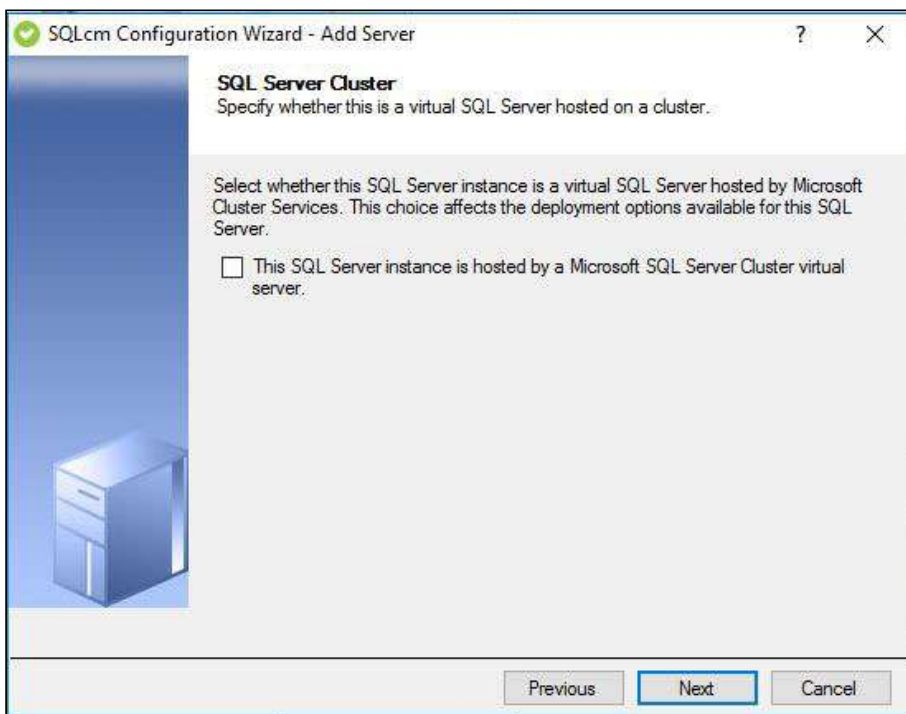 SQLcm Configuration Wizard - Add Server ? X
SQL Server Cluster
Specify whether this is a virtual SQL Server hosted on a cluster.
Select whether this SQL Server instance is a virtual SQL Server hosted by Microsoft
Cluster Services. This choice affects the deployment options available for this SQL
Server.
This SQL Server instance is hosted by a Microsoft SQL Server Cluster virtual
server.
Previous Next Cancel